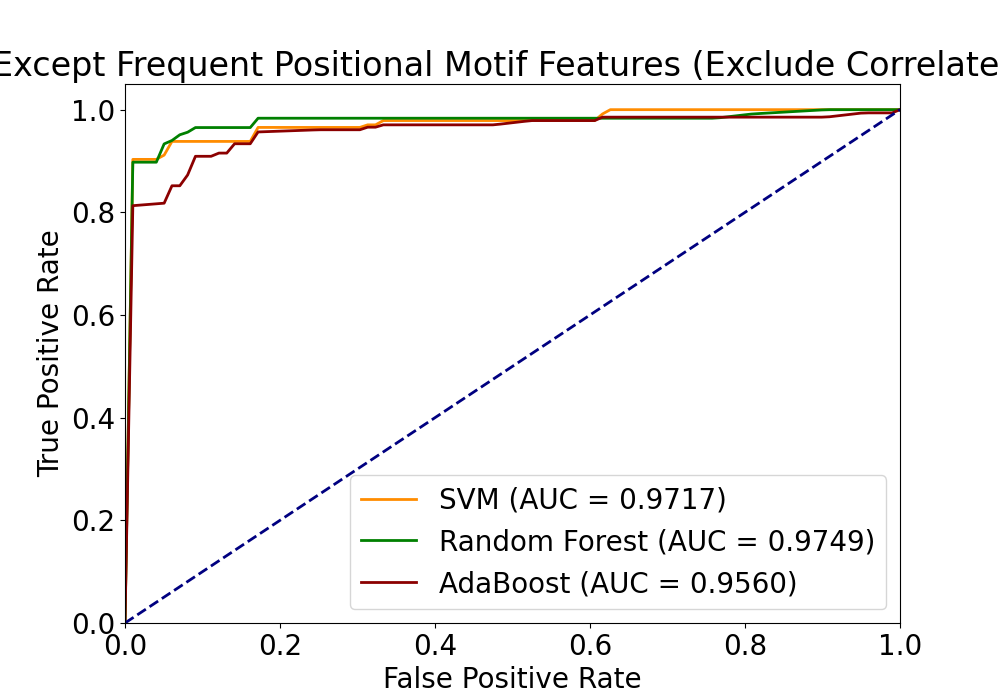 Except Frequent Positional Motif Features (Exclude Correlate
1.0
0.8
0.6
0.4
0.2
0.0
True Positive Rate
SVM (AUC = 0.9717)
Random Forest (AUC = 0.9749)
AdaBoost (AUC = 0.9560)
0.0 0.2 0.4 0.6 0.8 1.0
False Positive Rate